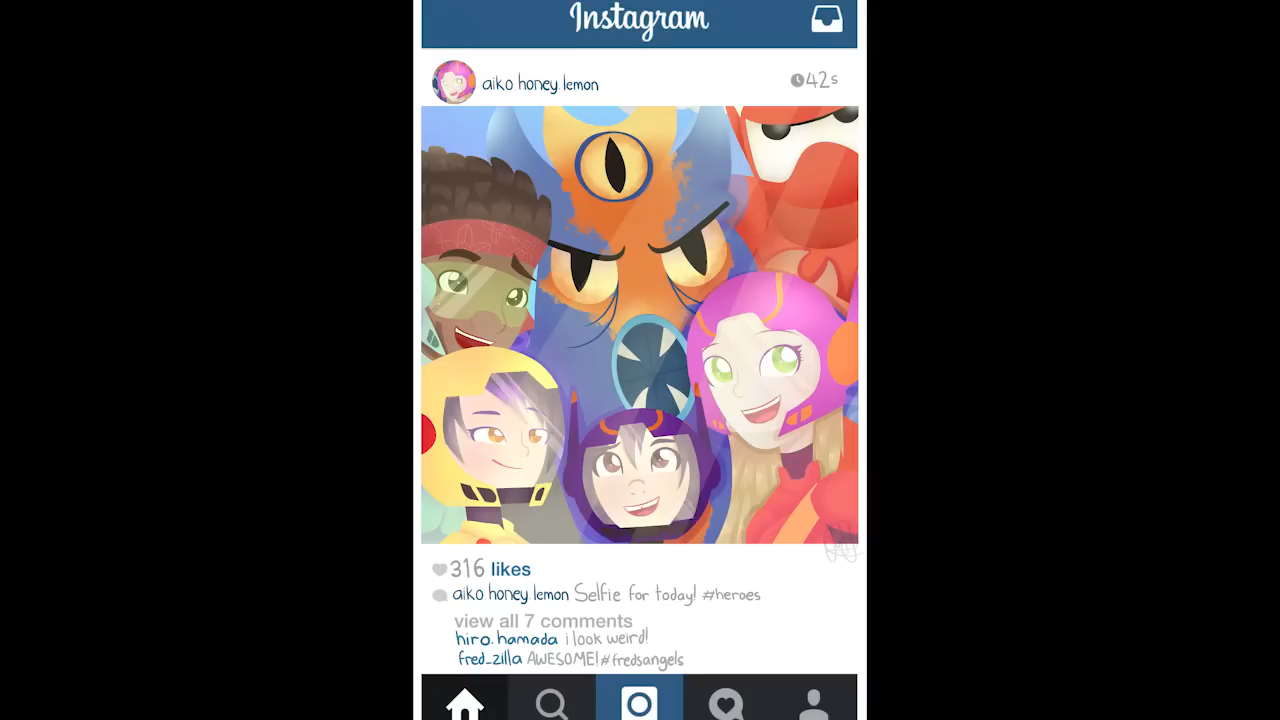 Instagram
aiko.honey.lemon 42s
316 likes
aiko.honey.lemon Selfie for today! #heroes
view all 7 comments
hiro.hamada i look weird!
fred_zilla AWESOME! #fredsangels